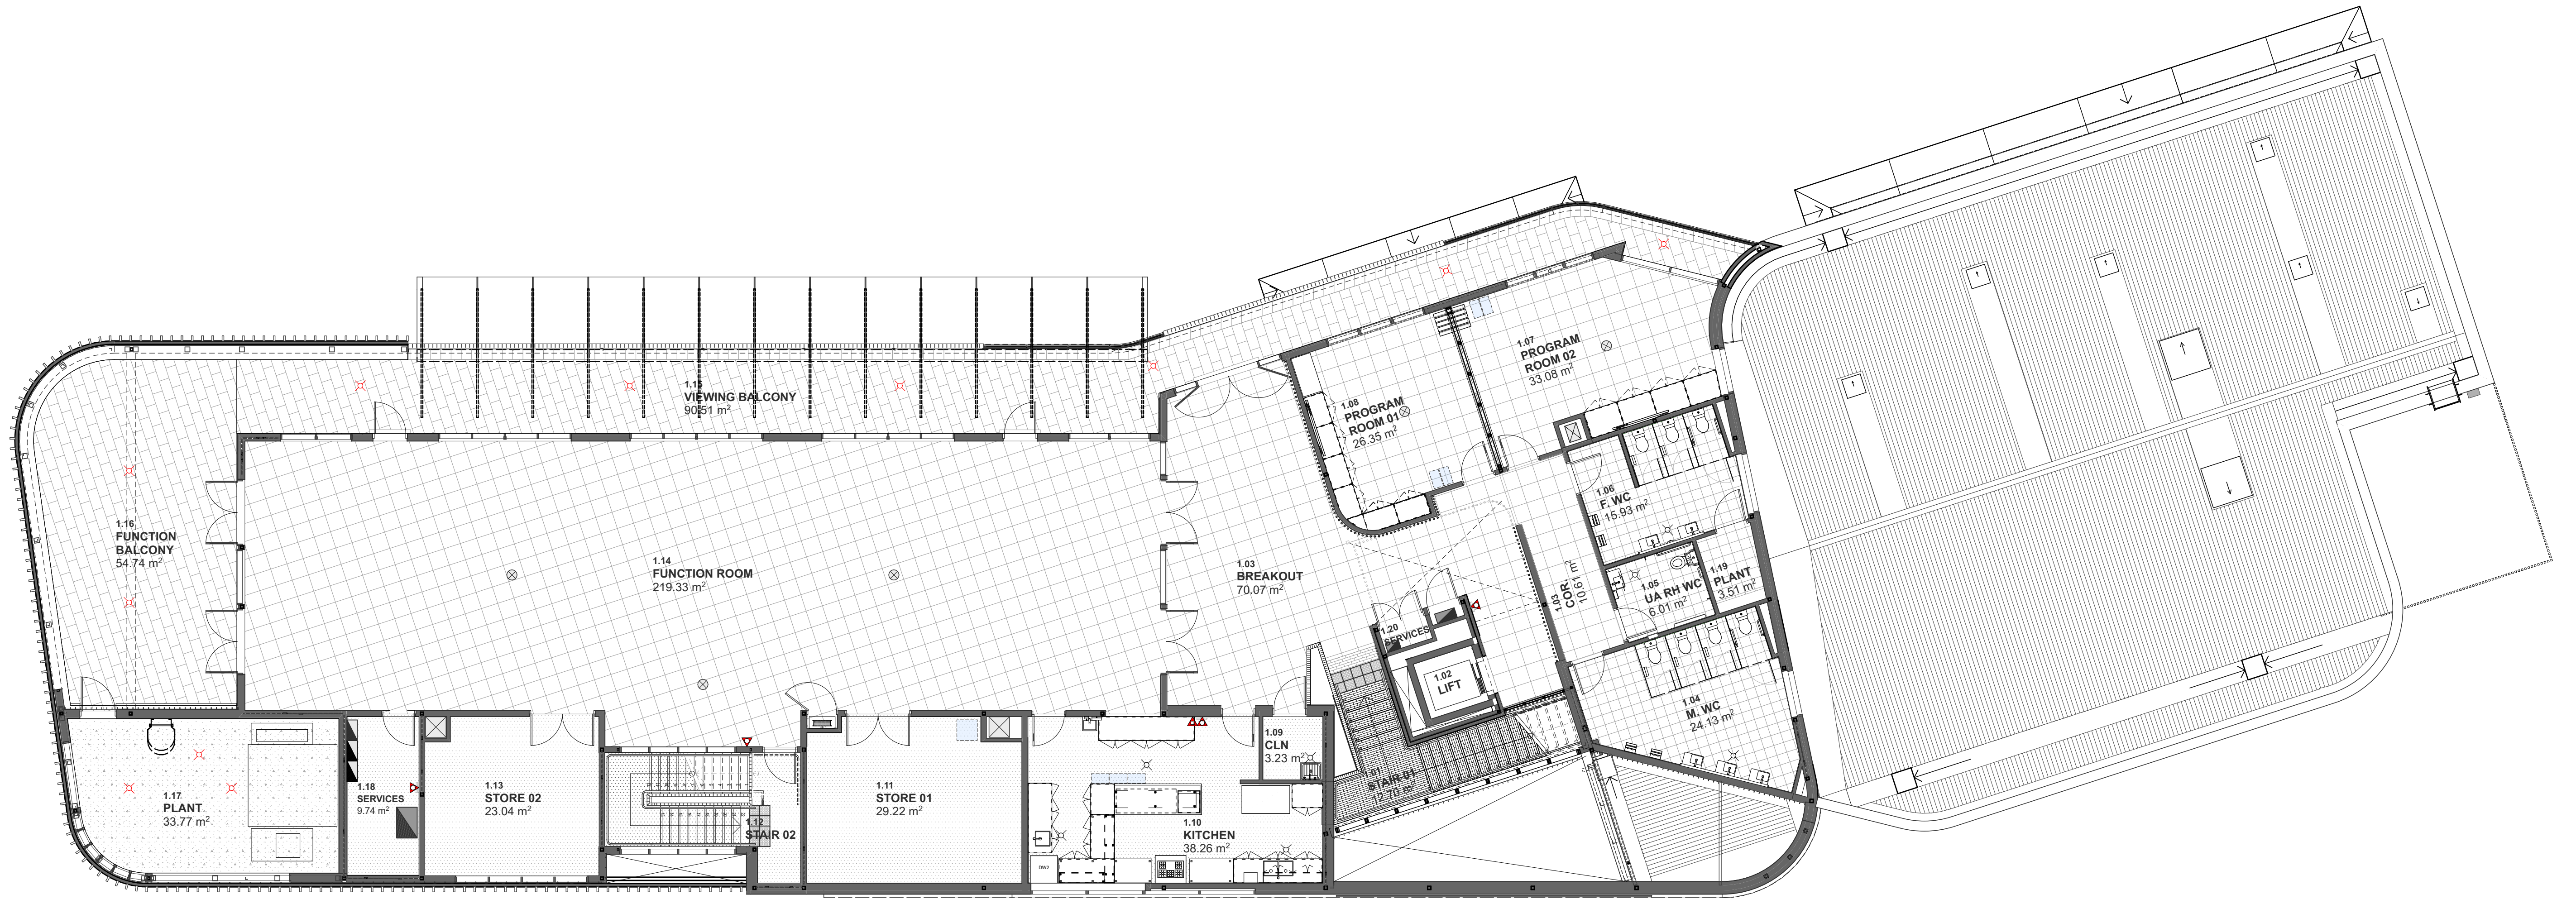 1.15
VIEWING BALCONY
90.51 m²
1.07
PROGRAM
ROOM 02
33.08 m²
1.08
PROGRAM
ROOM 01
26.35 m²
1.16
FUNCTION
BALCONY
54.74 m²
1.14
FUNCTION ROOM
219.33 m²
1.03
BREAKOUT
70.07 m²
1.03
COR.
10.61 m²
1.06
F. WC
15.93 m²
1.05
UA RH WC
6.01 m²
1.19
PLANT
3.51 m²
1.20
SERVICES
1.02
LIFT
1.04
M. WC
24.13 m²
1.09
CLN
3.23 m²
1.01
STAIR 01
12.70 m²
1.17
PLANT
33.77 m²
1.18
SERVICES
9.74 m²
1.13
STORE 02
23.04 m²
1.12
STAIR 02
1.11
STORE 01
29.22 m²
1.10
KITCHEN
38.26 m²
DW2